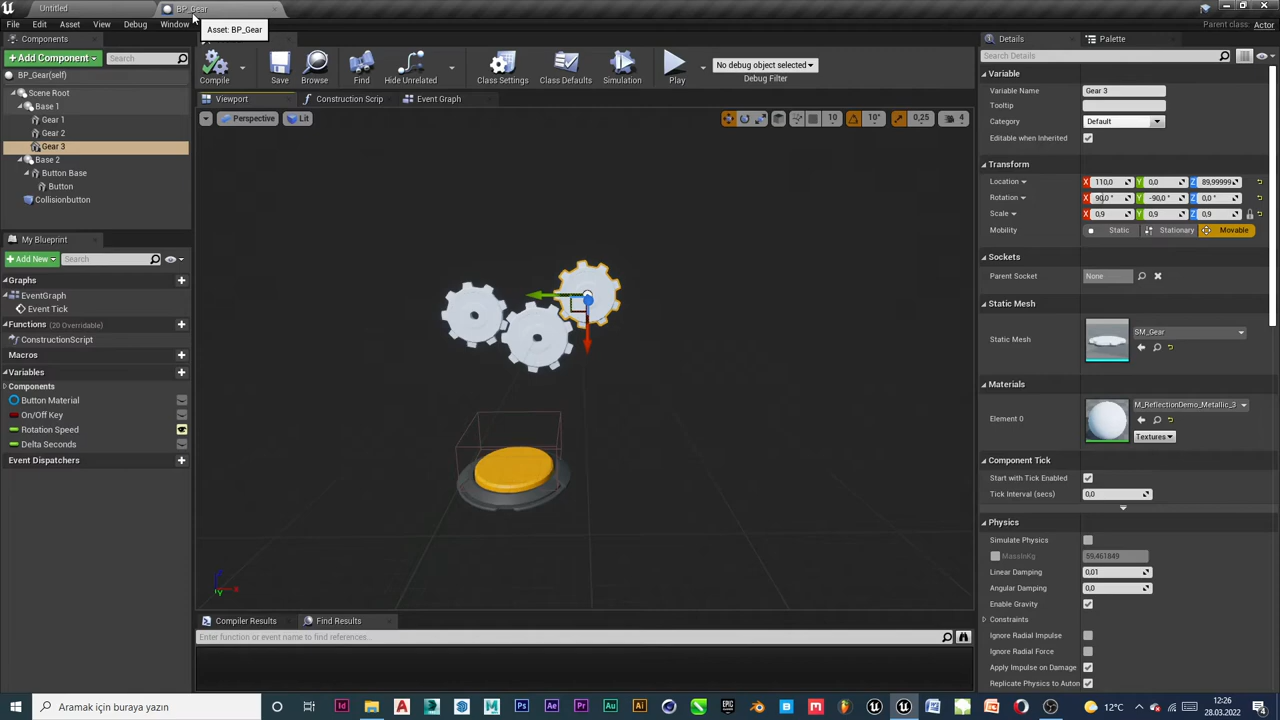 Untitled
BP_Gear
Asset: BP_Gear
Parent class: Actor
File Edit Asset View Debug Window
Components
Add Component
Search
BP_Gear(self)
Scene Root
Base 1
Gear 1
Gear 2
Gear 3
Base 2
Button Base
Button
Collisionbutton
My Blueprint
Add New
Search
Graphs
EventGraph
Event Tick
Functions (20 Overridable)
ConstructionScript
Macros
Variables
Components
Button Material
On/Off Key
Rotation Speed
Delta Seconds
Event Dispatchers
Compile
Save
Browse
Find
Hide Unrelated
Class Settings
Class Defaults
Simulation
Play
No debug object selected
Debug Filter
Viewport
Construction Scrip
Event Graph
Perspective
Lit
10
10°
0,25
4
Z
X
Y
Compiler Results
Find Results
Enter function or event name to find references...
Details
Palette
Search Details
Variable
Variable Name Gear 3
Tooltip
Category Default
Editable when Inherited
Transform
Location X 110,0 Y 0,0 Z 89,99999
Rotation X 90,0 ° Y -90,0 ° Z 0,0 °
Scale X 0,9 Y 0,9 Z 0,9
Mobility Static Stationary Movable
Sockets
Parent Socket None
Static Mesh
SM_Gear
Materials
Element 0
M_ReflectionDemo_Metallic_3
Textures
Component Tick
Start with Tick Enabled
Tick Interval (secs) 0,0
Physics
Simulate Physics
MassInKg 59,461849
Linear Damping 0,01
Angular Damping 0,0
Enable Gravity
Constraints
Ignore Radial Impulse
Ignore Radial Force
Apply Impulse on Damage
Replicate Physics to Auton
Aramak için buraya yazın
12°C
12:26
28.03.2022